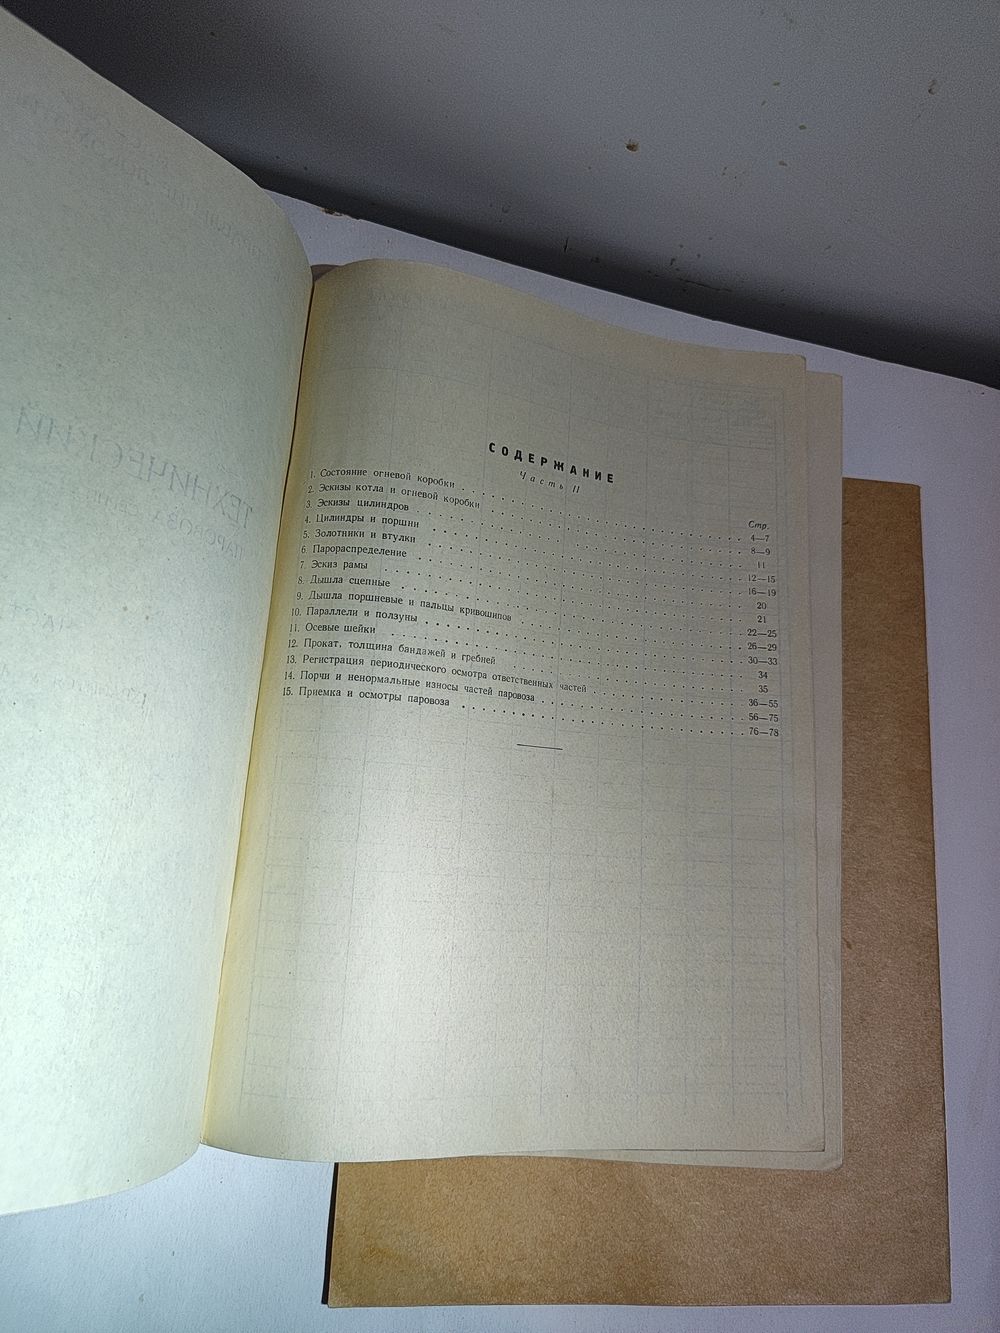 СОДЕРЖАНИЕ
Часть II
Стр.
1. Состояние огневой коробки . . . 4—7
2. Эскизы котла и огневой коробки . . . 8—9
3. Эскизы цилиндров . . . 11
4. Цилиндры и поршни . . . 12—15
5. Золотники и втулки . . . 16—19
6. Парораспределение . . . 20
7. Эскиз рамы . . . 21
8. Дышла сцепные . . . 22—25
9. Дышла поршневые и пальцы кривошипов . . . 26—29
10. Параллели и ползуны . . . 30—33
11. Осевые шейки . . . 34
12. Прокат, толщина бандажей и гребней . . . 35
13. Регистрация периодического осмотра ответственных частей . . . 36—55
14. Порчи и ненормальные износы частей паровоза . . . 56—75
15. Приемка и осмотры паровоза . . . 76—78
ТЕХНИЧЕСКИЙ
ПАРОВОЗА